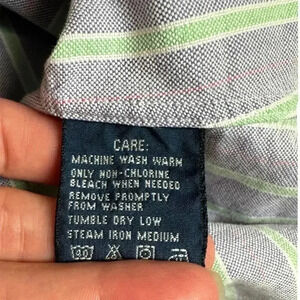 CARE:
MACHINE WASH WARM
ONLY NON-CHLORINE
BLEACH WHEN NEEDED
REMOVE PROMPTLY
FROM WASHER
TUMBLE DRY LOW
STEAM IRON MEDIUM